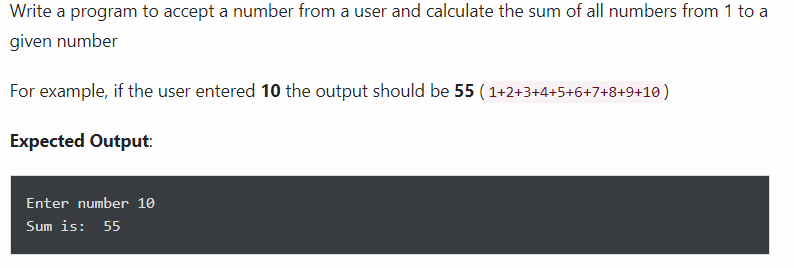 Write a program to accept a number from a user and calculate the sum of all numbers from 1 to a
given number
For example, if the user entered 10 the output should be 55 ( 1+2+3+4+5+6+7+8+9+10 )
Expected Output:
Enter number 10
Sum is:  55